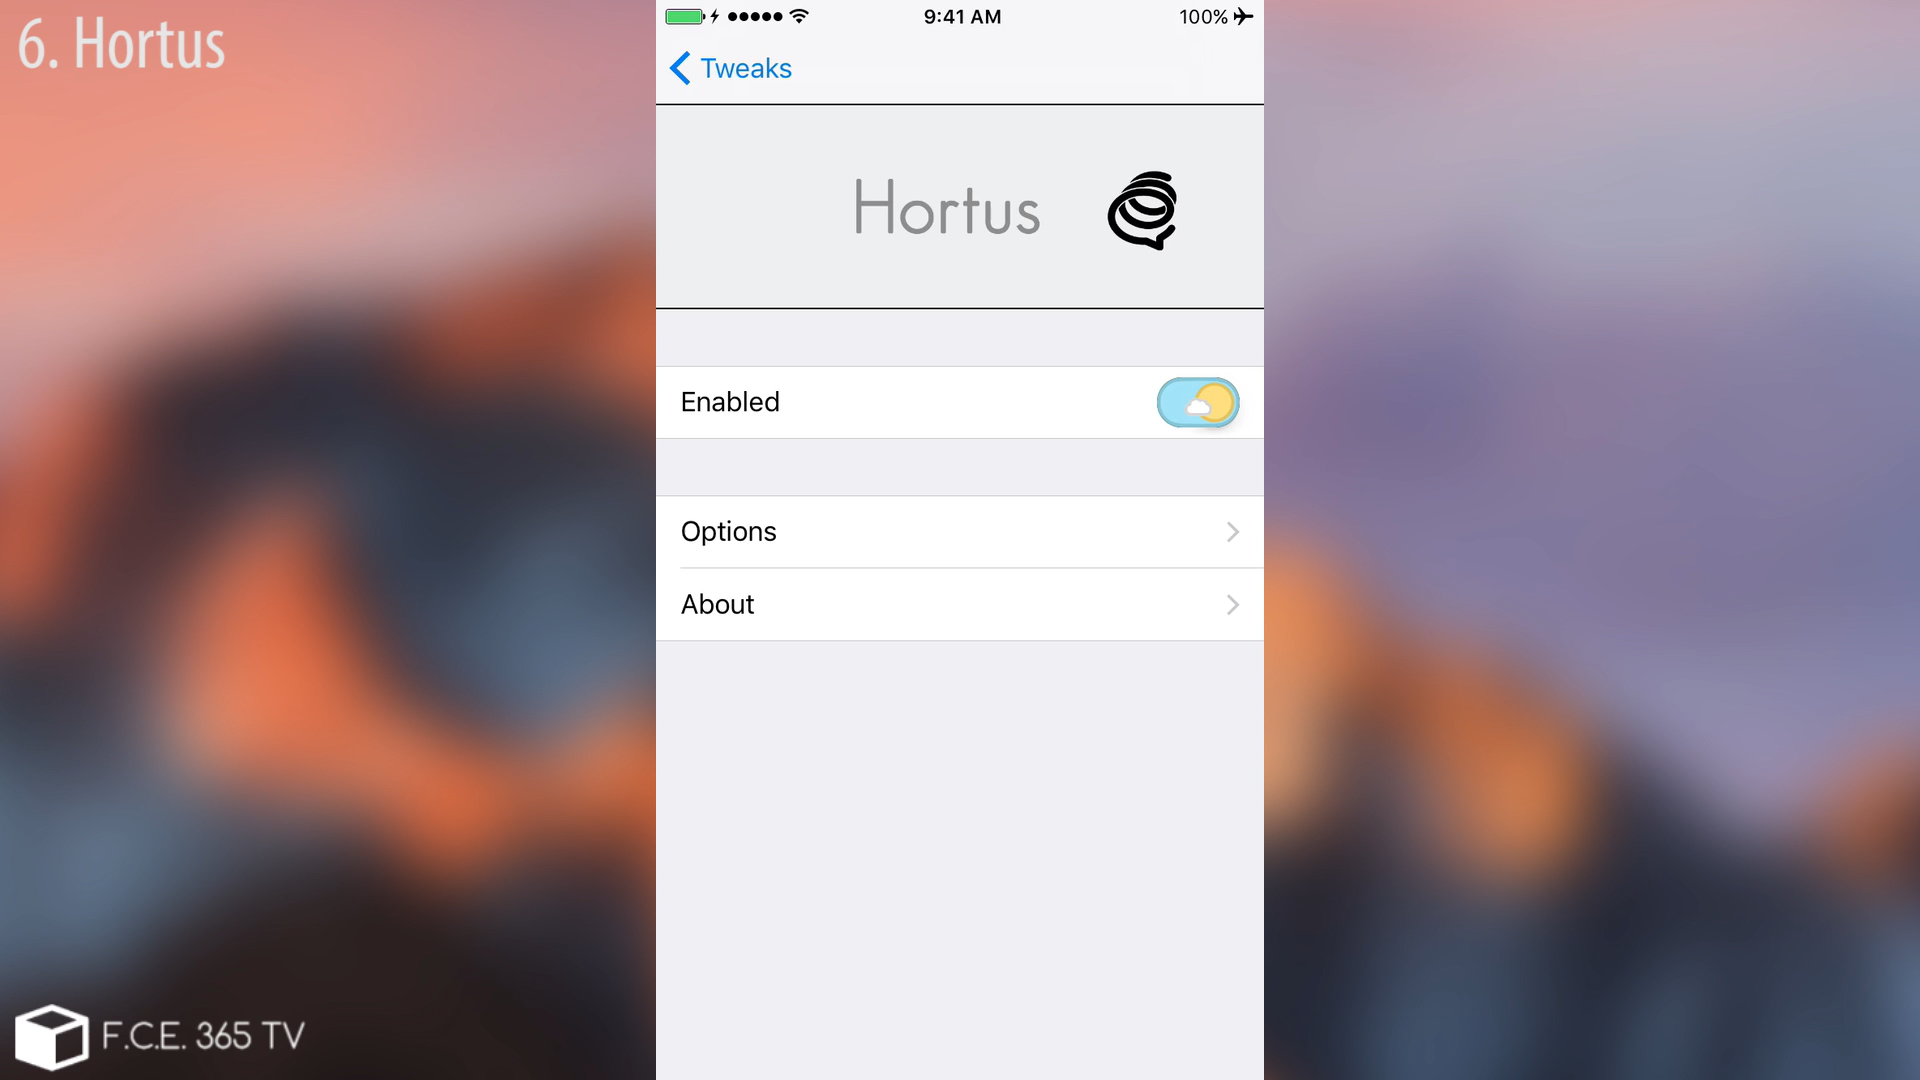 6. Hortus
9:41 AM
100%
Tweaks
Hortus
Enabled
Options
About
F.C.E. 365 TV